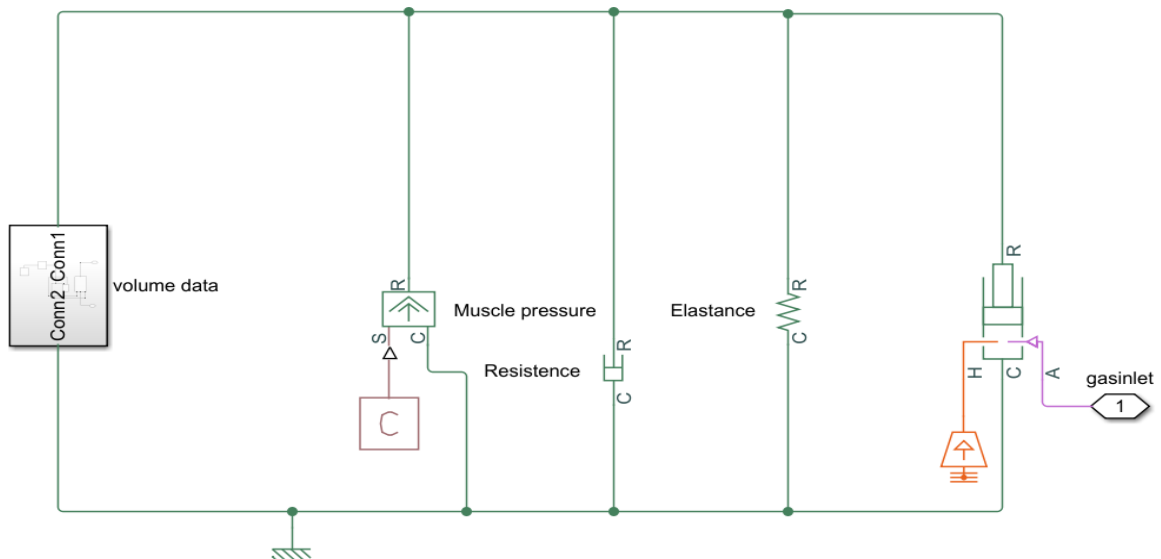 Conn1
Conn2
volume data
R
S
C
C
Muscle pressure
Resistence
R
C
Elastance
R
C
R
H
C
A
gasinlet
1